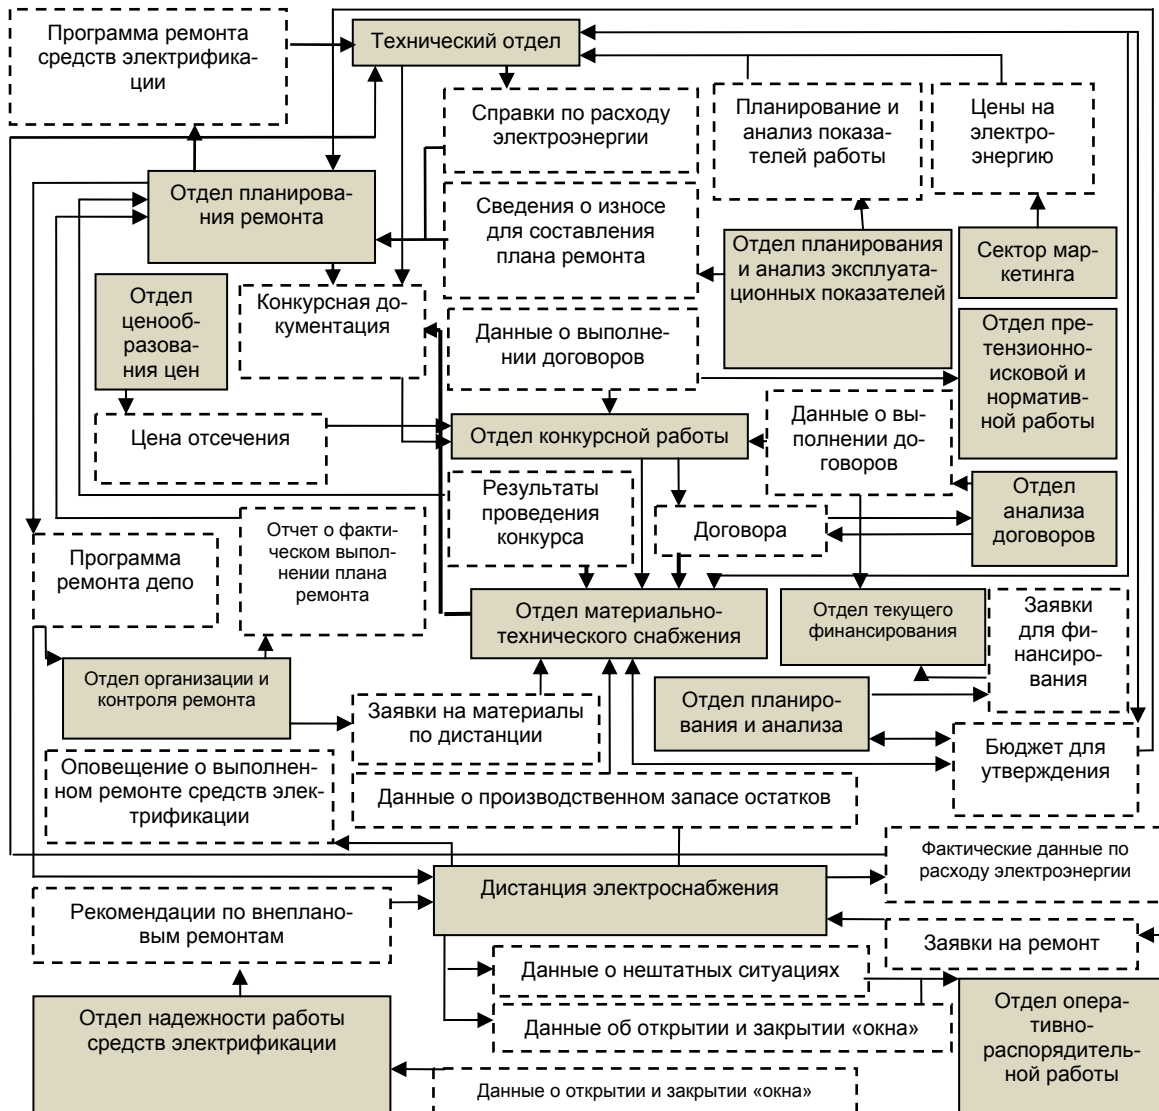 Программа ремонта
средств электрифика-
ции
Технический отдел
Справки по расходу
электроэнергии
Планирование и
анализ показа-
телей работы
Цены на
электро-
энергию
Отдел планирова-
ния ремонта
Сведения о износе
для составления
плана ремонта
Отдел планирования
и анализ эксплуата-
ционных показателей
Сектор мар-
кетинга
Отдел
ценооб-
разова-
ния цен
Конкурсная до-
кументация
Данные о выполне-
нии договоров
Отдел пре-
тензионно-
исковой и
норматив-
ной работы
Цена отсечения
Отдел конкурсной работы
Данные о вы-
полнении до-
говоров
Результаты
проведения
конкурса
Договора
Отдел
анализа
договоров
Программа
ремонта депо
Отчет о факти-
ческом выпол-
нении плана
ремонта
Отдел материально-
технического снабжения
Отдел текущего
финансирования
Заявки
для фи-
нансиро-
вания
Отдел организации и
контроля ремонта
Заявки на материалы
по дистанции
Отдел планиро-
вания и анализа
Бюджет для
утверждения
Оповещение о выполнен-
ном ремонте средств элек-
трификации
Данные о производственном запасе остатков
Фактические данные по
расходу электроэнергии
Дистанция электроснабжения
Рекомендации по внепла­но-
вым ремонтам
Заявки на ремонт
Данные о нештатных ситуациях
Данные об открытии и закрытии «окна»
Отдел опера-
тивно-
распорядитель-
ной работы
Отдел надежности работы
средств электрификации
Данные о открытии и закрытии «окна»